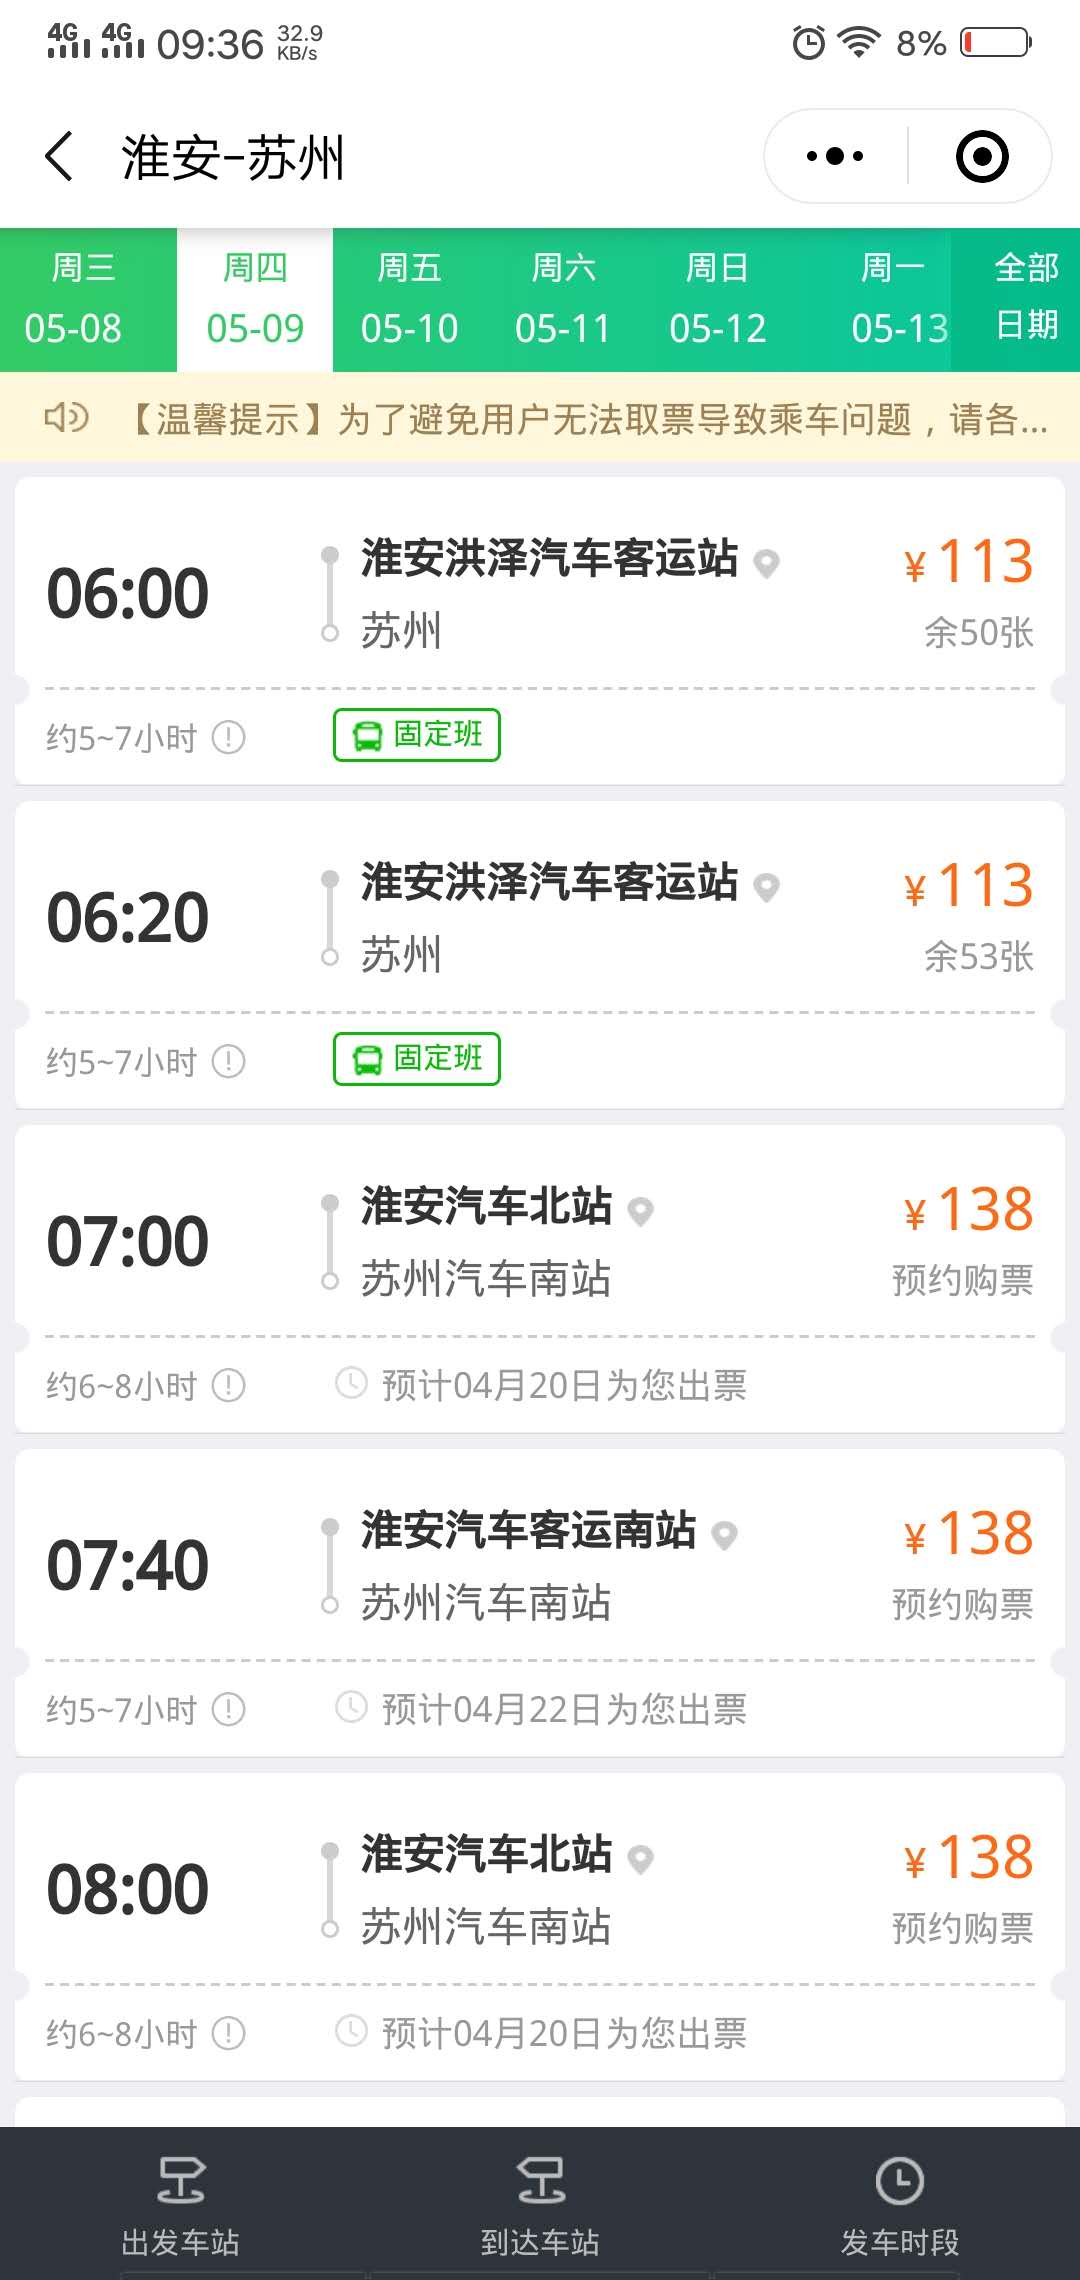 4G 4G 09:36 32.9 KB/s 8%
淮安-苏州
周三 周四 周五 周六 周日 周一 全部
05-08 05-09 05-10 05-11 05-12 05-13 日期
【温馨提示】为了避免用户无法取票导致乘车问题，请各...
06:00 淮安洪泽汽车客运站 ¥113
苏州 余50张
约5~7小时 固定班
06:20 淮安洪泽汽车客运站 ¥113
苏州 余53张
约5~7小时 固定班
07:00 淮安汽车北站 ¥138
苏州汽车南站 预约购票
约6~8小时 预计04月20日为您出票
07:40 淮安汽车客运南站 ¥138
苏州汽车南站 预约购票
约5~7小时 预计04月22日为您出票
08:00 淮安汽车北站 ¥138
苏州汽车南站 预约购票
约6~8小时 预计04月20日为您出票
出发车站 到达车站 发车时段